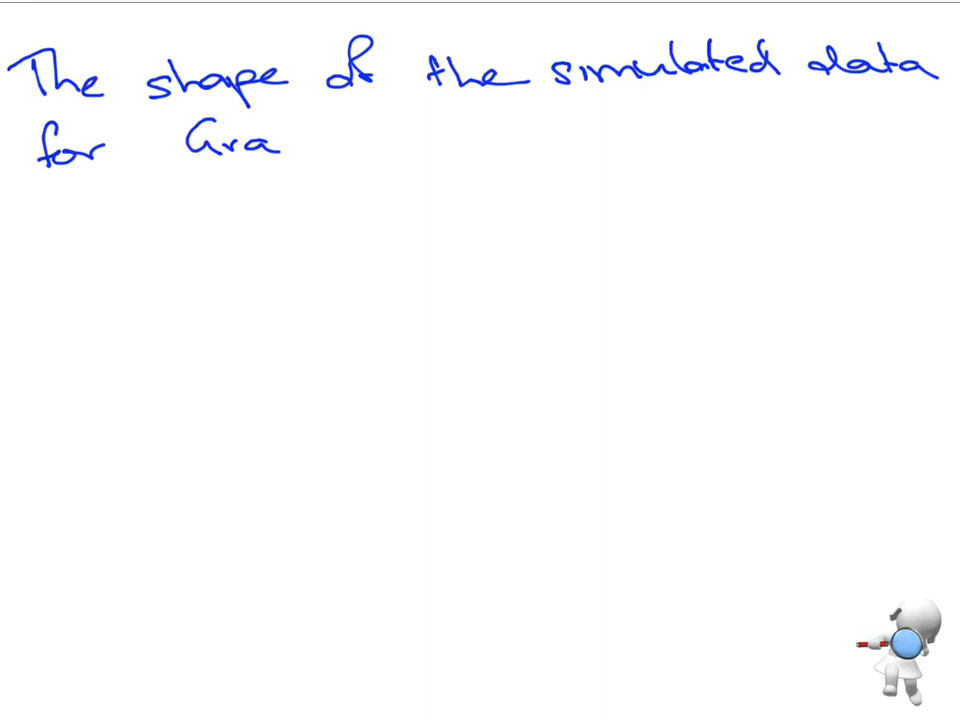 The shape of the simulated data
for Gra